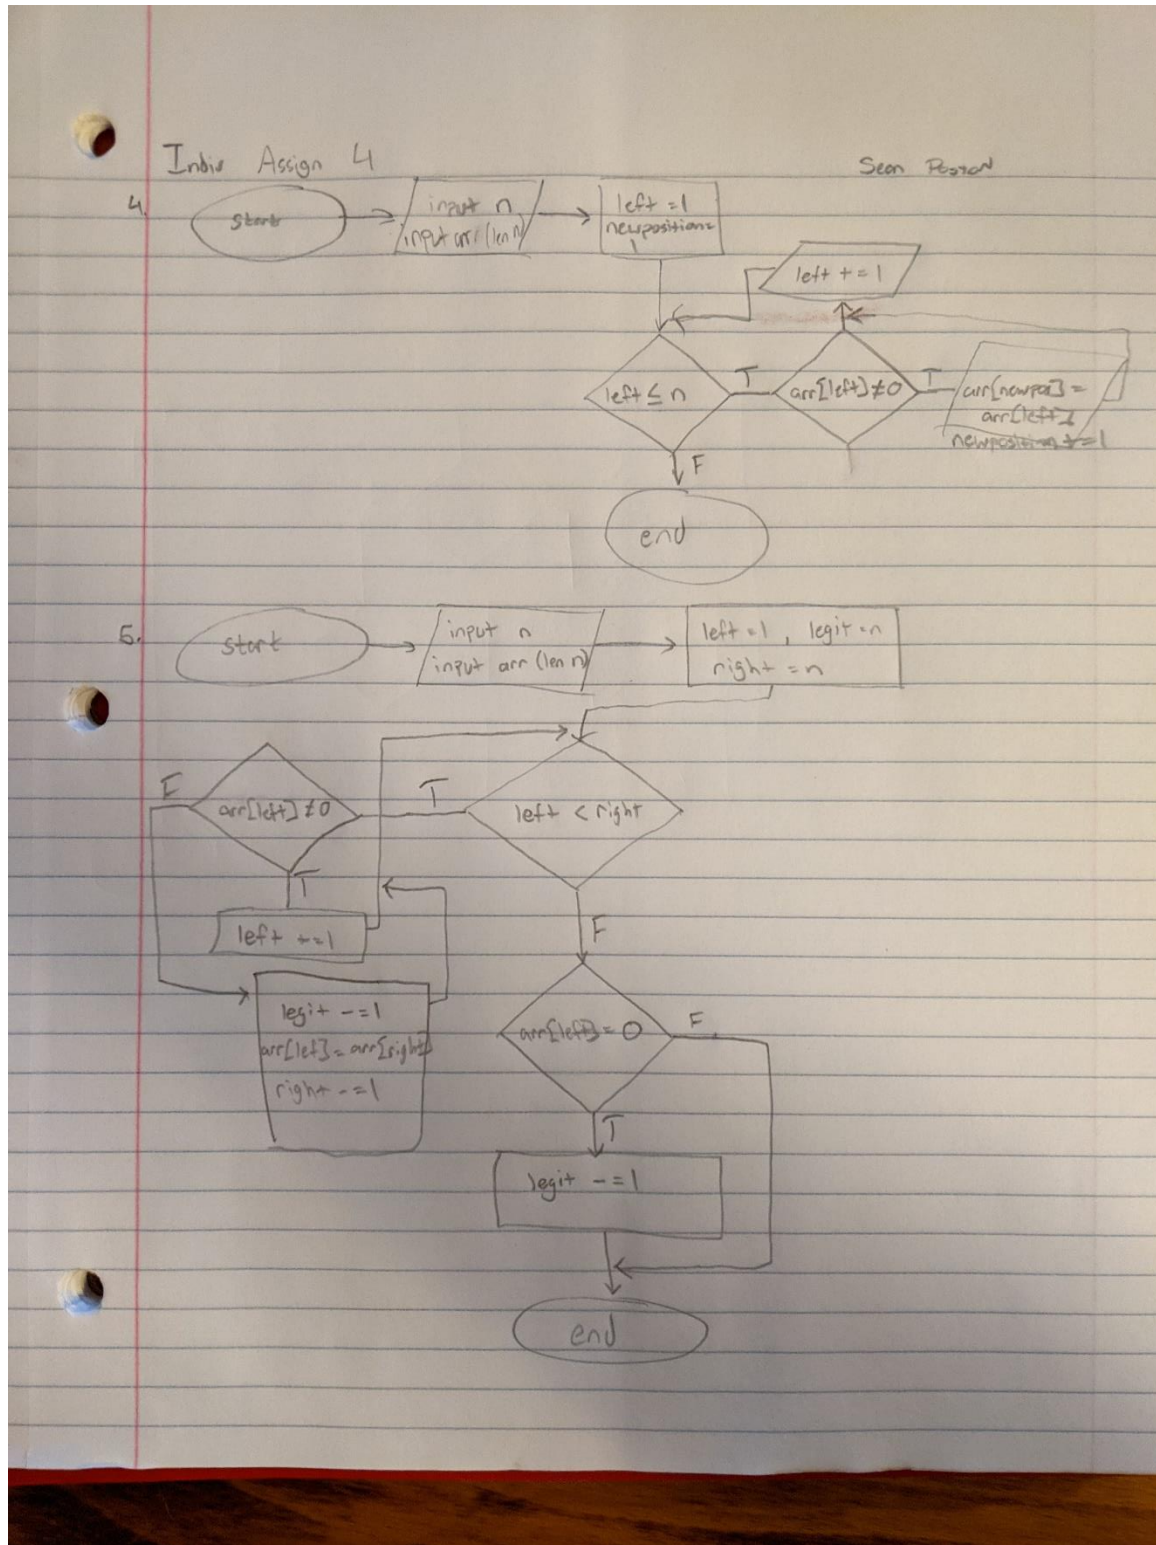 Indiv Assign 4
Sean Poston
4.
start
input n
input arr (len n)
left = 1
newposition =
1
left += 1
left ≤ n
T
arr[left] ≠ 0
T
arr[newpos] =
arr[left]
newposition += 1
F
end
5.
start
input n
input arr (len n)
left = 1, legit = n
right = n
F
arr[left] ≠ 0
T
left < right
T
left += 1
F
legit -= 1
arr[left] = arr[right]
right -= 1
arr[left] = 0
F
T
legit -= 1
end